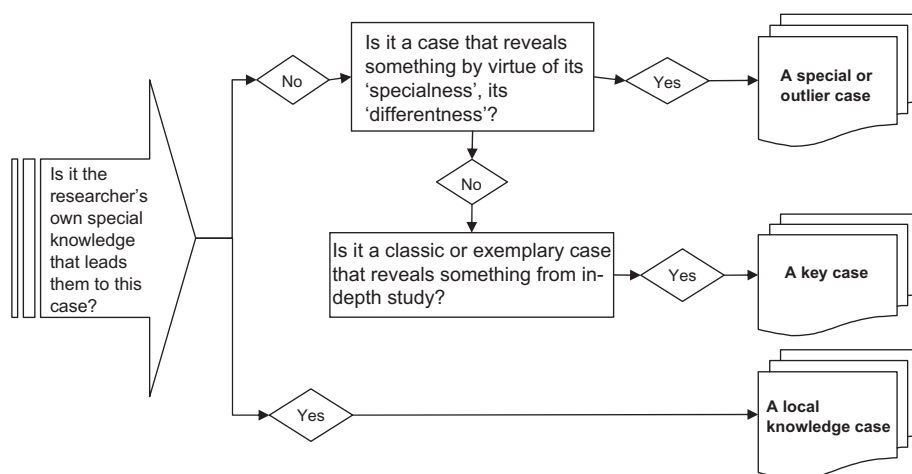 Is it the
researcher's
own special
knowledge
that leads
them to this
case?
No
Is it a case that reveals
something by virtue of its
‘specialness’, its
‘differentness’?
Yes
A special or
outlier case
No
Is it a classic or exemplary case
that reveals something from in-
depth study?
Yes
A key case
Yes
A local
knowledge case